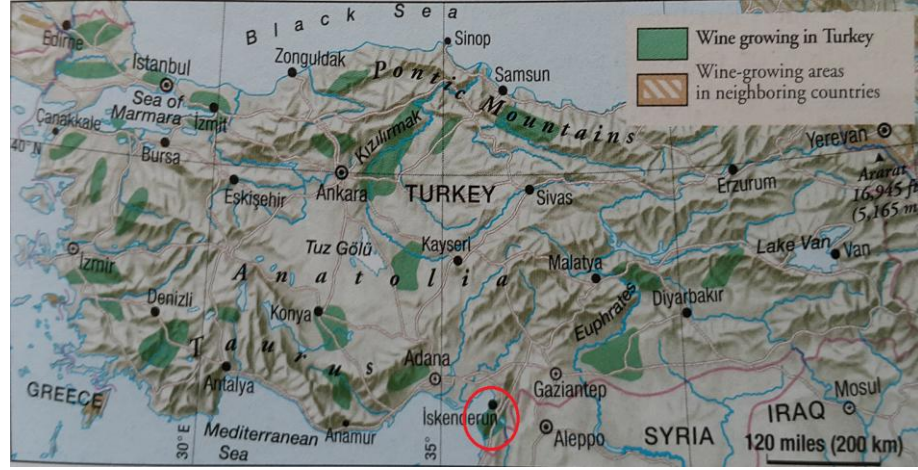 Black Sea
Edirne
Zonguldak
Sinop
Wine growing in Turkey
Wine-growing areas
in neighboring countries
İstanbul
Sea of
Marmara
İzmit
Pontic Mountains
Samsun
Çanakkale
40° N
Bursa
Kızılırmak
Yerevan
Ararat
16,945 F
(5,165 m
Eskişehir
Ankara
TURKEY
Sivas
Erzurum
Tuz Gölü
Kayseri
Lake Van
Van
İzmir
Anatolia
Malatya
Denizli
Konya
Euphrates
Diyarbakır
Taurus
Adana
Antalya
Gaziantep
Mosul
GREECE
Anamur
İskenderun
Aleppo
SYRIA
IRAQ
30° E
Mediterranean
Sea
35°
120 miles (200 km)